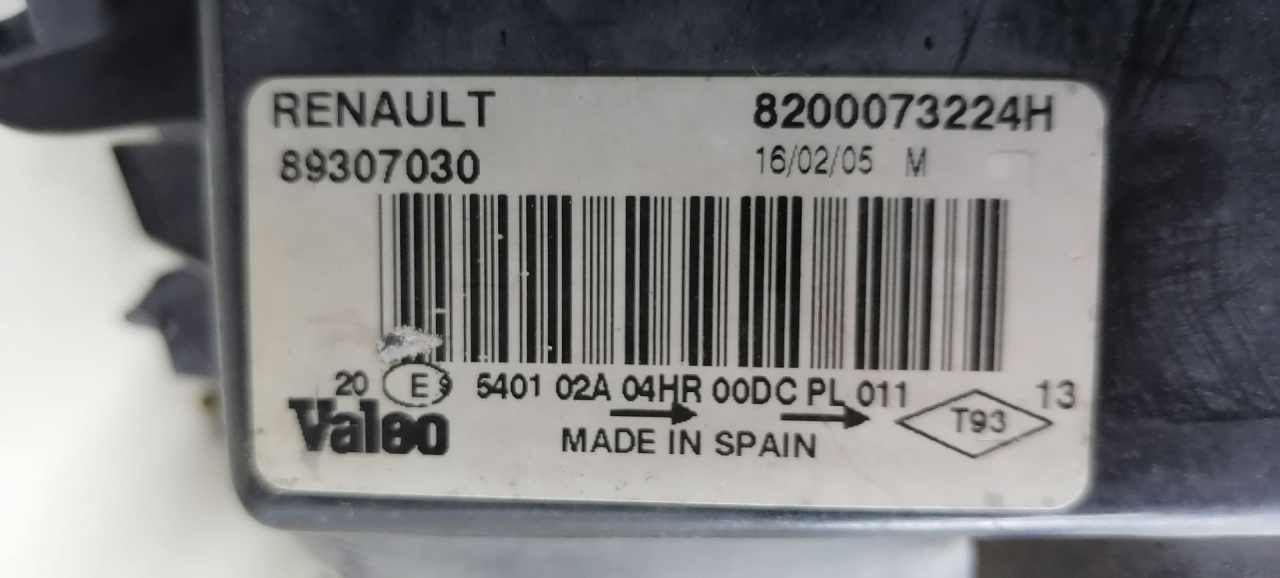 RENAULT 8200073224H
89307030 16/02/05 M
20 E9 5401 02A 04HR 00DC PL 011 13
T93
Valeo
MADE IN SPAIN